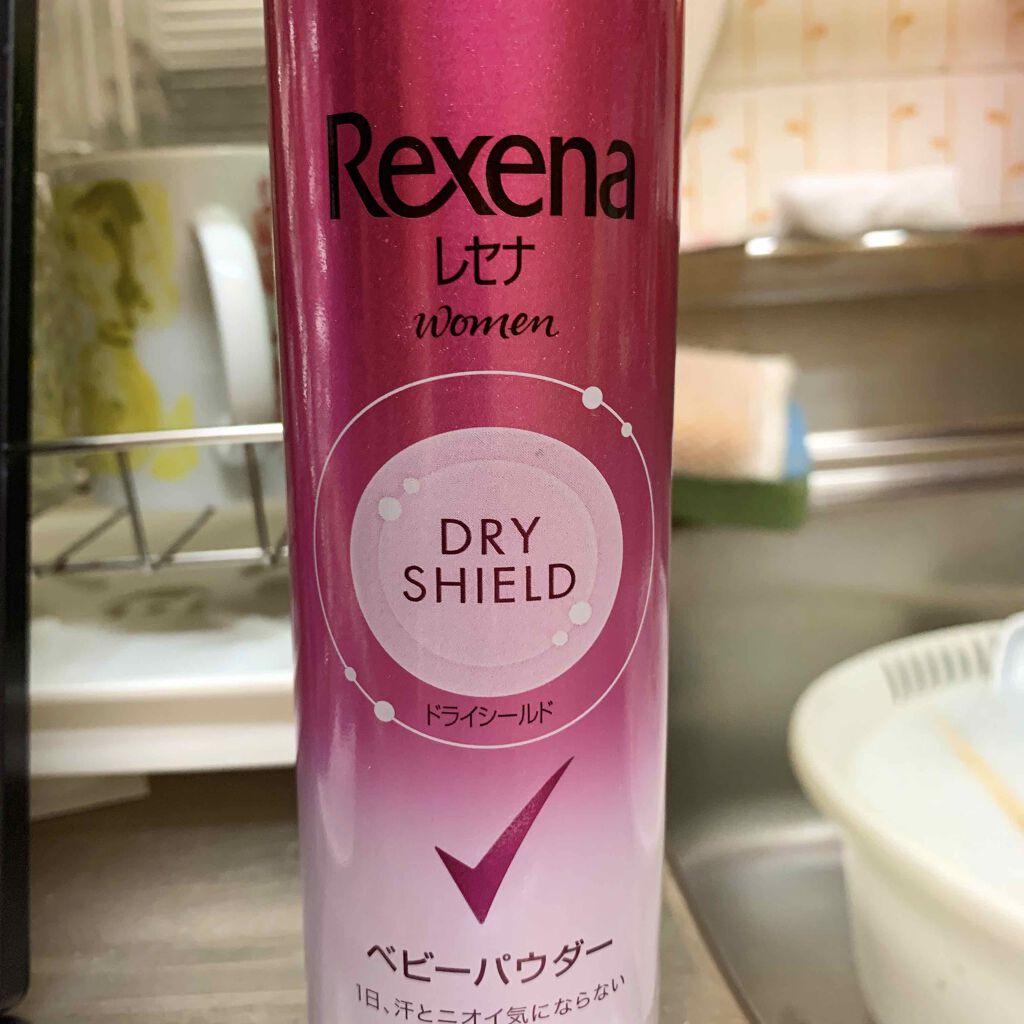 Rexena
レセナ
women
DRY
SHIELD
ドライシールド
ベビーパウダー
1日、汗とニオイ気にならない